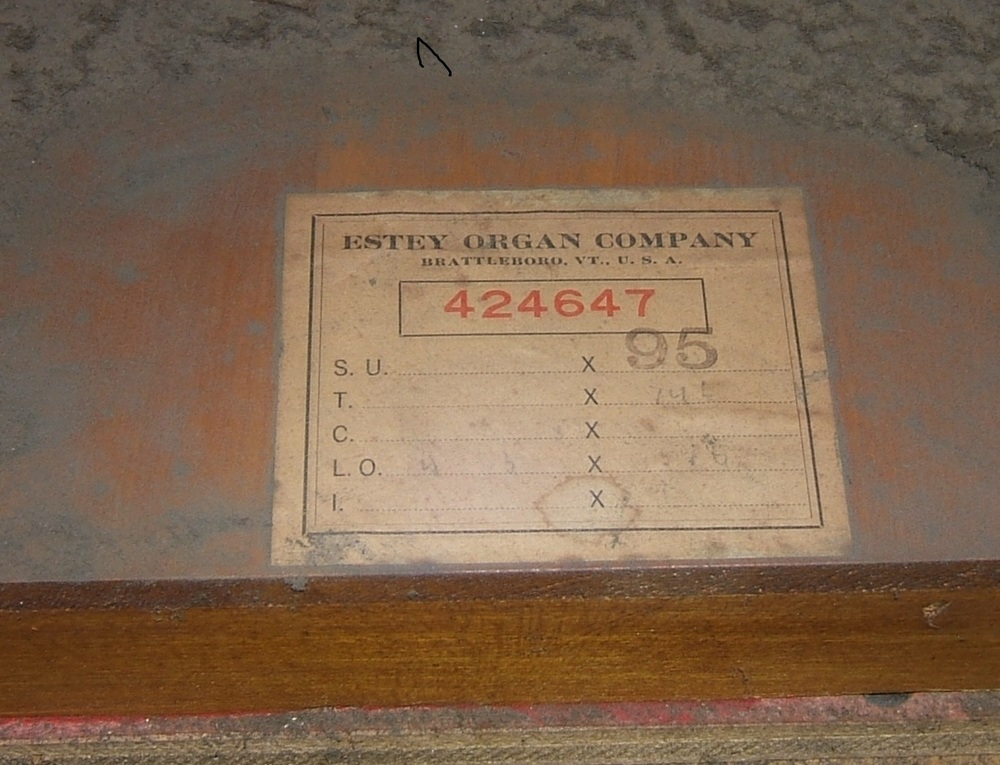 ESTEY ORGAN COMPANY
BRATTLEBORO, VT., U. S. A.
424647
S. U. X 95
T. X
C. X
L. O. X
I. X